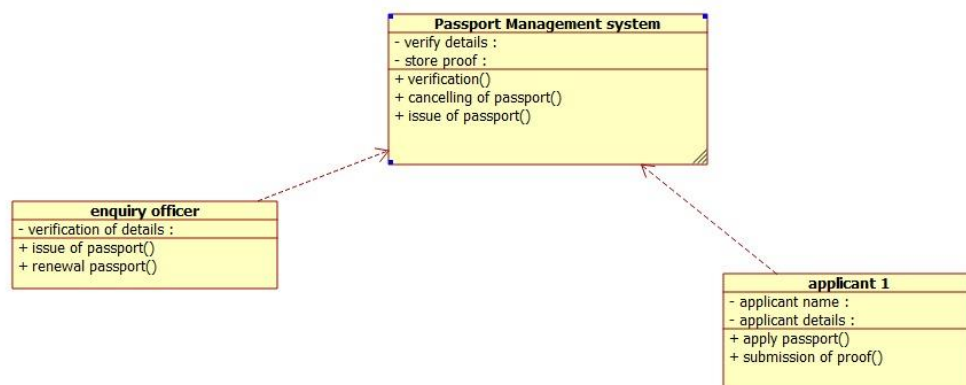 Passport Management system
- verify details :
- store proof :
+ verification()
+ cancelling of passport()
+ issue of passport()
enquiry officer
- verification of details :
+ issue of passport()
+ renewal passport()
applicant 1
- applicant name :
- applicant details :
+ apply passport()
+ submission of proof()